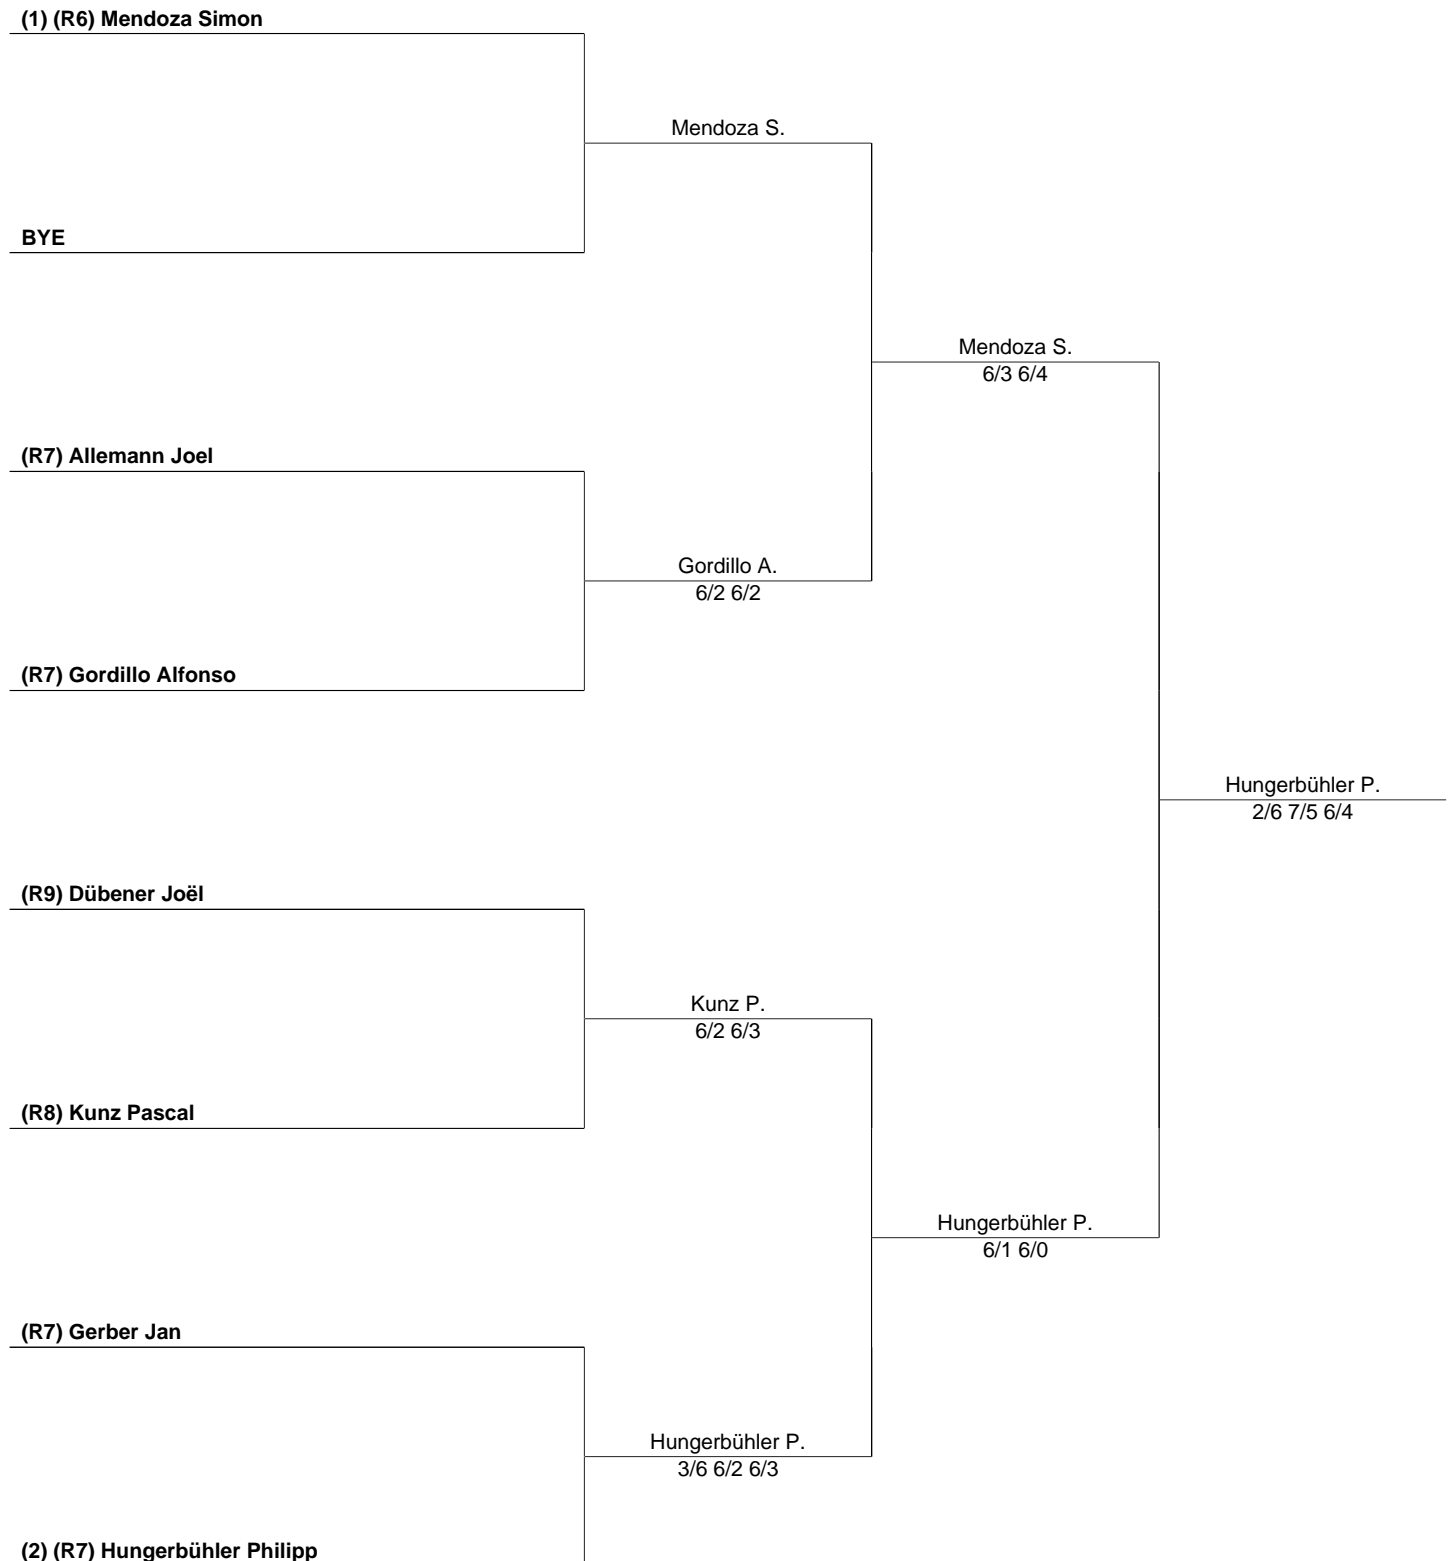 (1) (R6) Mendoza Simon
Mendoza S.
BYE
Mendoza S.
6/3 6/4
(R7) Allemann Joel
Gordillo A.
6/2 6/2
(R7) Gordillo Alfonso
Hungerbühler P.
2/6 7/5 6/4
(R9) Dübener Joël
Kunz P.
6/2 6/3
(R8) Kunz Pascal
Hungerbühler P.
6/1 6/0
(R7) Gerber Jan
Hungerbühler P.
3/6 6/2 6/3
(2) (R7) Hungerbühler Philipp